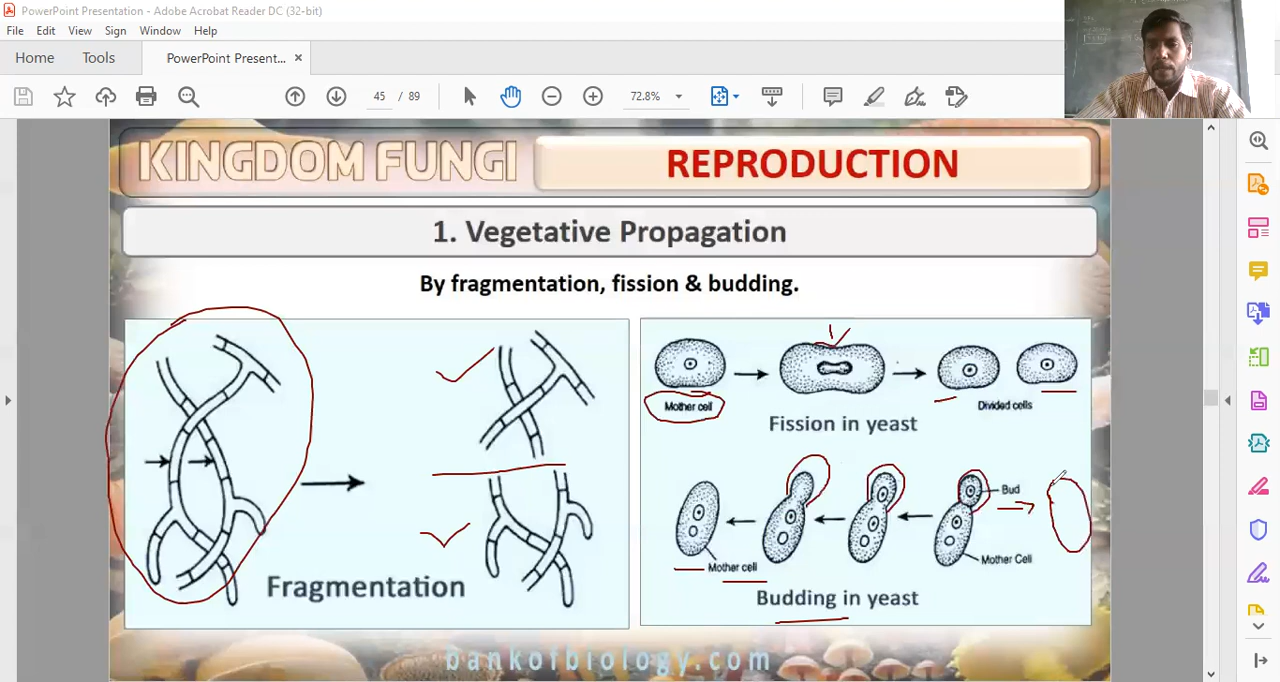 PowerPoint Presentation - Adobe Acrobat Reader DC (32-bit)
File Edit View Sign Window Help
Home Tools PowerPoint Present... ×
45 / 89 72.8%
KINGDOM FUNGI REPRODUCTION
1. Vegetative Propagation
By fragmentation, fission & budding.
Mother cell
Divided cells
Fission in yeast
Bud
Mother cell
Mother Cell
Fragmentation
Budding in yeast
bankofbiology.com